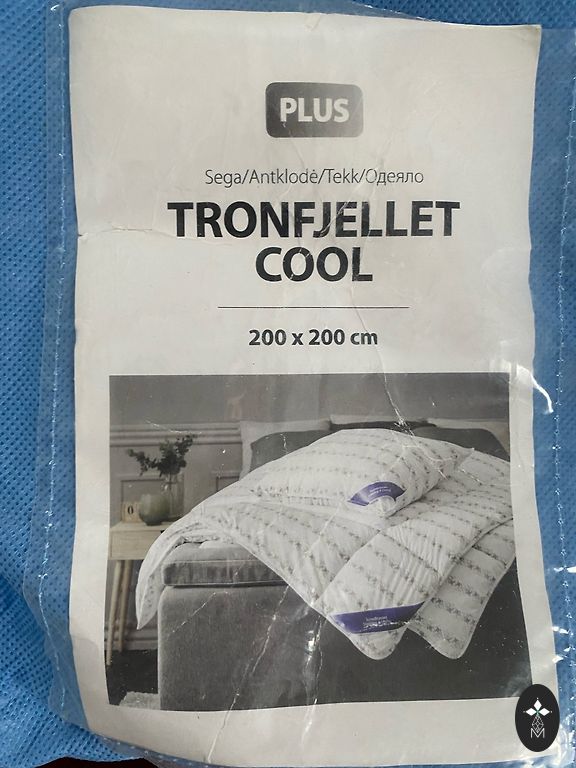 PLUS
Sega/Antklodė/Tekk/Одеяло
TRONFJELLET
COOL
200 x 200 cm
M